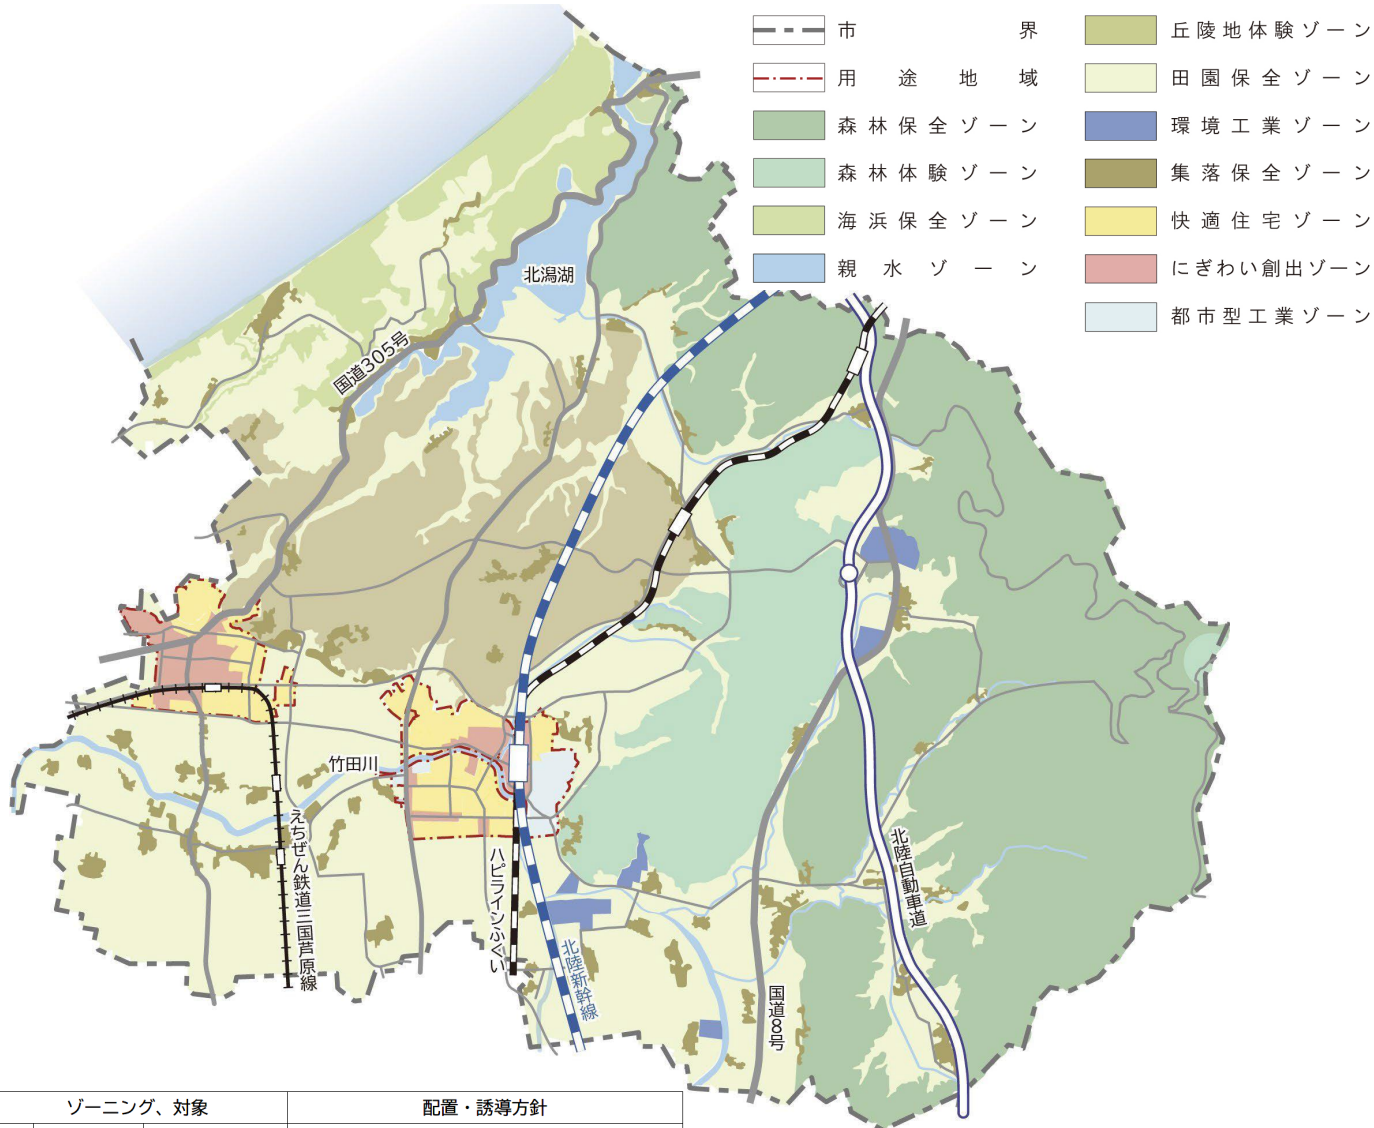 市界
用途地域
森林保全ゾーン
森林体験ゾーン
海浜保全ゾーン
親水ゾーン
丘陵地体験ゾーン
田園保全ゾーン
環境工業ゾーン
集落保全ゾーン
快適住宅ゾーン
にぎわい創出ゾーン
都市型工業ゾーン
北潟湖
国道305号
竹田川
えちぜん鉄道三国芦原線
ハピラインふくい
北陸新幹線
国道8号
北陸自動車道
ゾーニング、対象
配置・誘導方針